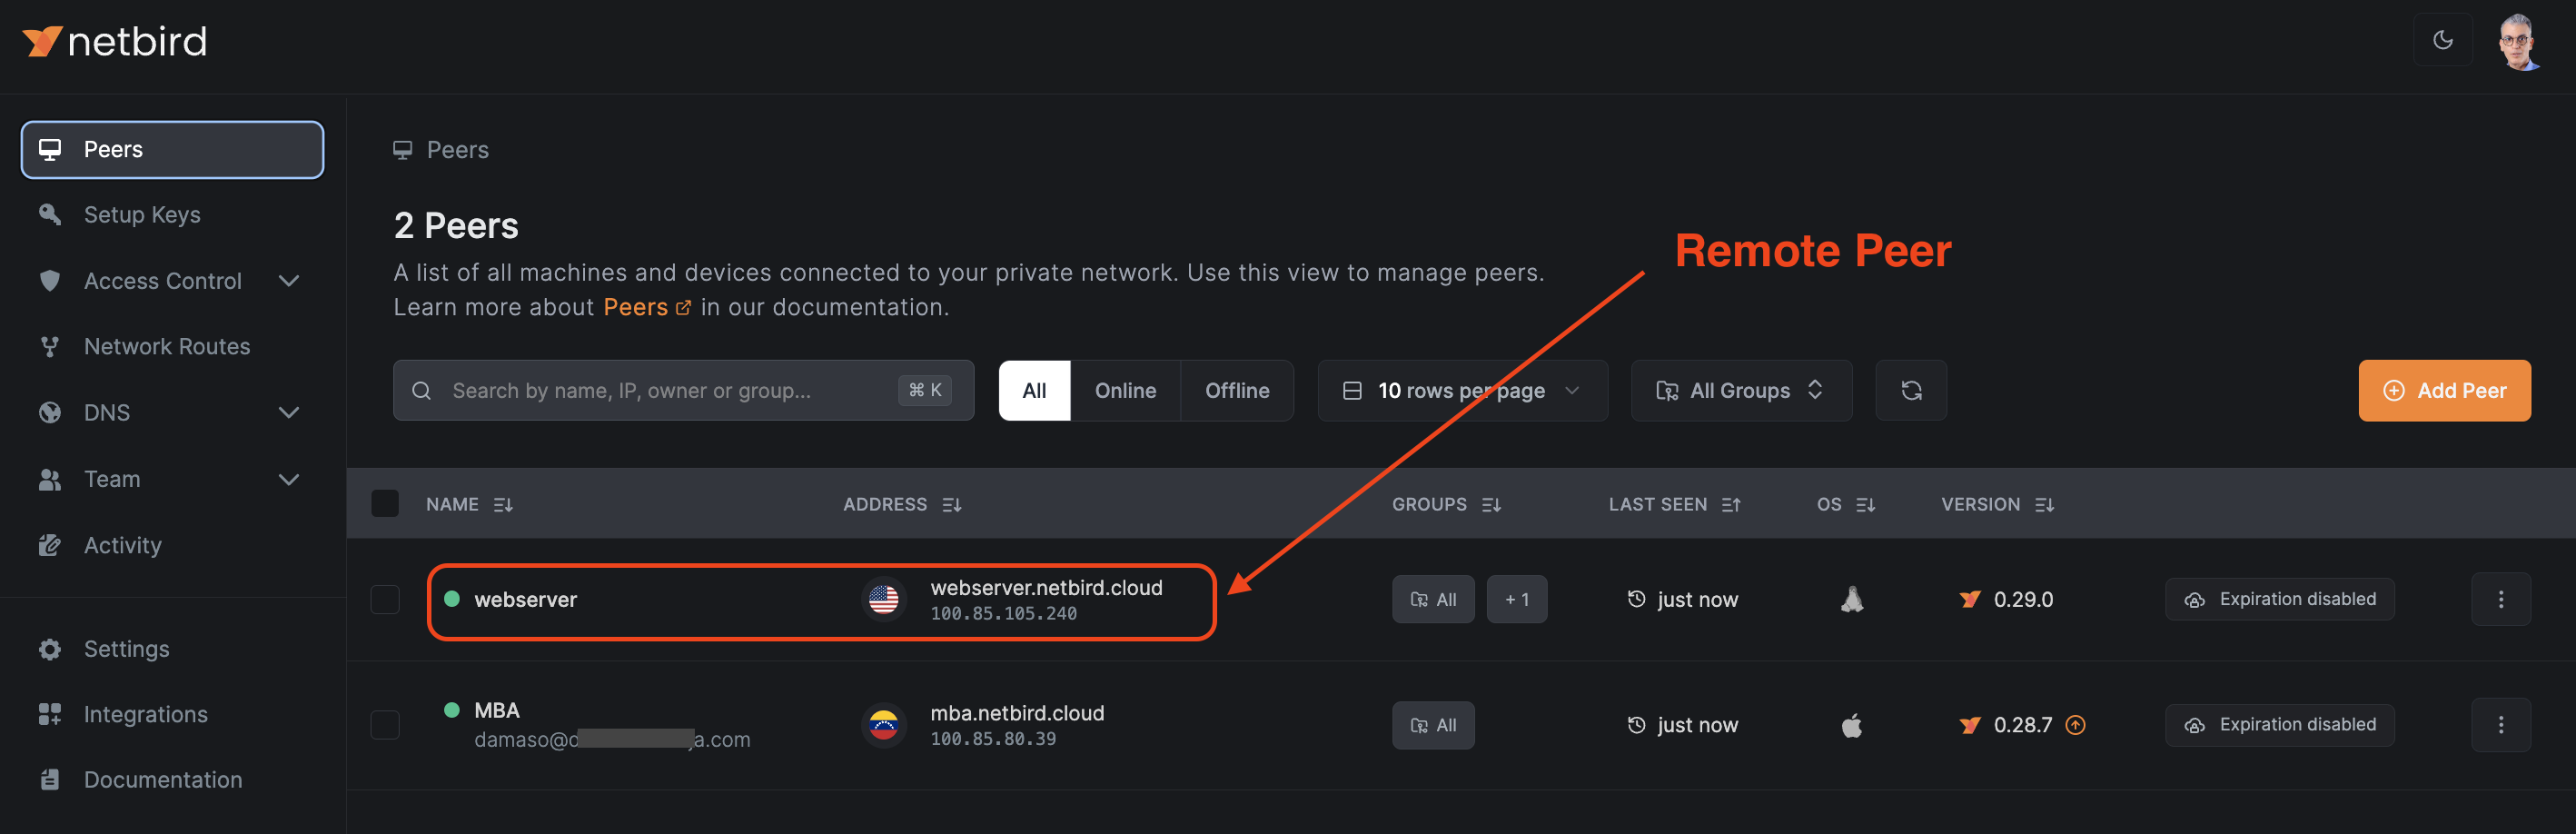 netbird
Peers
Setup Keys
Access Control
Network Routes
DNS
Team
Activity
Settings
Integrations
Documentation
Peers
2 Peers
A list of all machines and devices connected to your private network. Use this view to manage peers.
Learn more about Peers in our documentation.
Remote Peer
Search by name, IP, owner or group... ⌘ K
All Online Offline
10 rows per page
All Groups
Add Peer
NAME ADDRESS GROUPS LAST SEEN OS VERSION
webserver webserver.netbird.cloud All + 1 just now 0.29.0 Expiration disabled
100.85.105.240
MBA mba.netbird.cloud All just now 0.28.7 Expiration disabled
damaso@ a.com 100.85.80.39